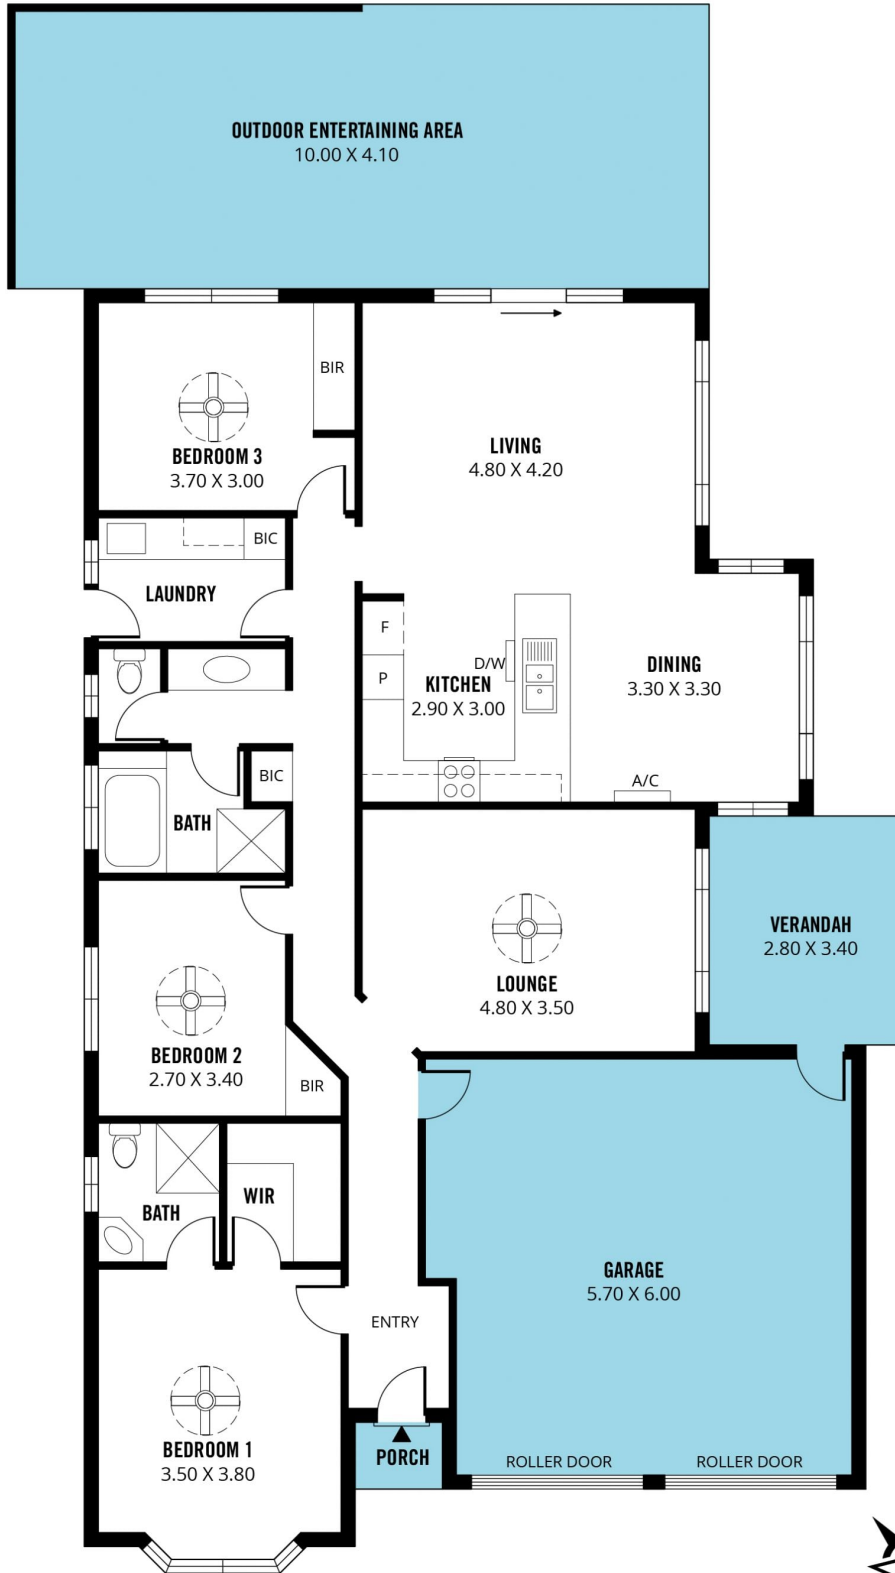 OUTDOOR ENTERTAINING AREA
10.00 X 4.10
BIR
BEDROOM 3
3.70 X 3.00
LIVING
4.80 X 4.20
BIC
LAUNDRY
F
P
D/W
KITCHEN
2.90 X 3.00
DINING
3.30 X 3.30
A/C
BIC
BATH
LOUNGE
4.80 X 3.50
VERANDAH
2.80 X 3.40
BEDROOM 2
2.70 X 3.40
BIR
BATH
WIR
GARAGE
5.70 X 6.00
ENTRY
BEDROOM 1
3.50 X 3.80
PORCH
ROLLER DOOR
ROLLER DOOR